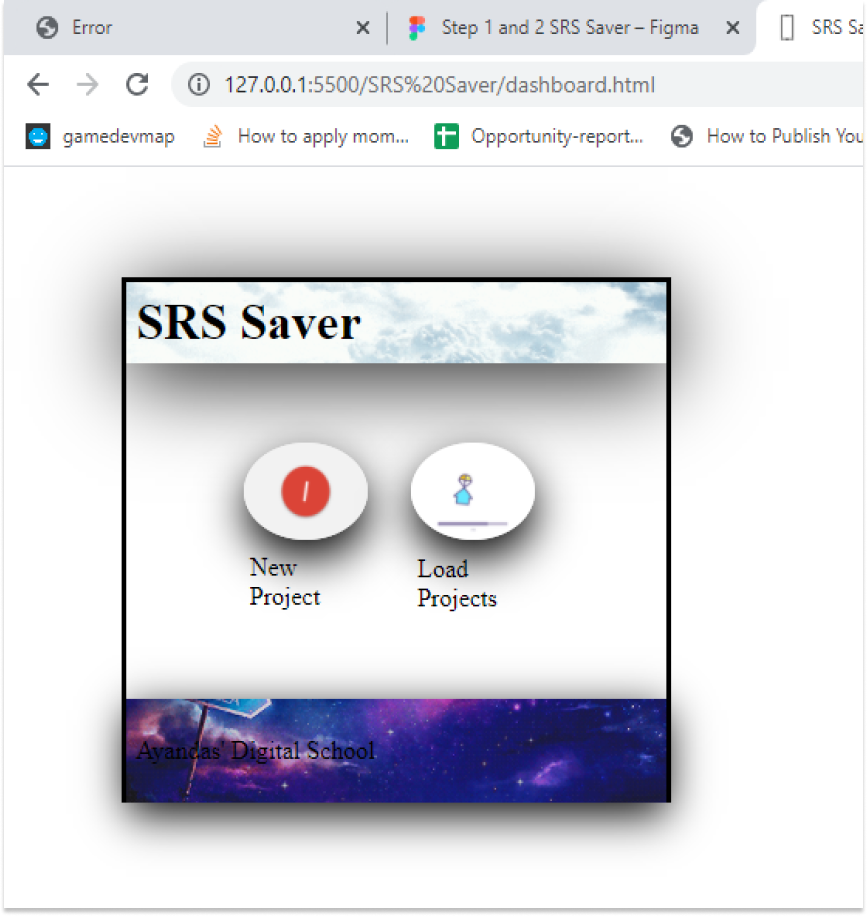 Error
Step 1 and 2 SRS Saver – Figma
SRS Sa
127.0.0.1:5500/SRS%20Saver/dashboard.html
gamedevmap
How to apply mom...
Opportunity-report...
How to Publish You
SRS Saver
New
Project
Load
Projects
Ayandas' Digital School